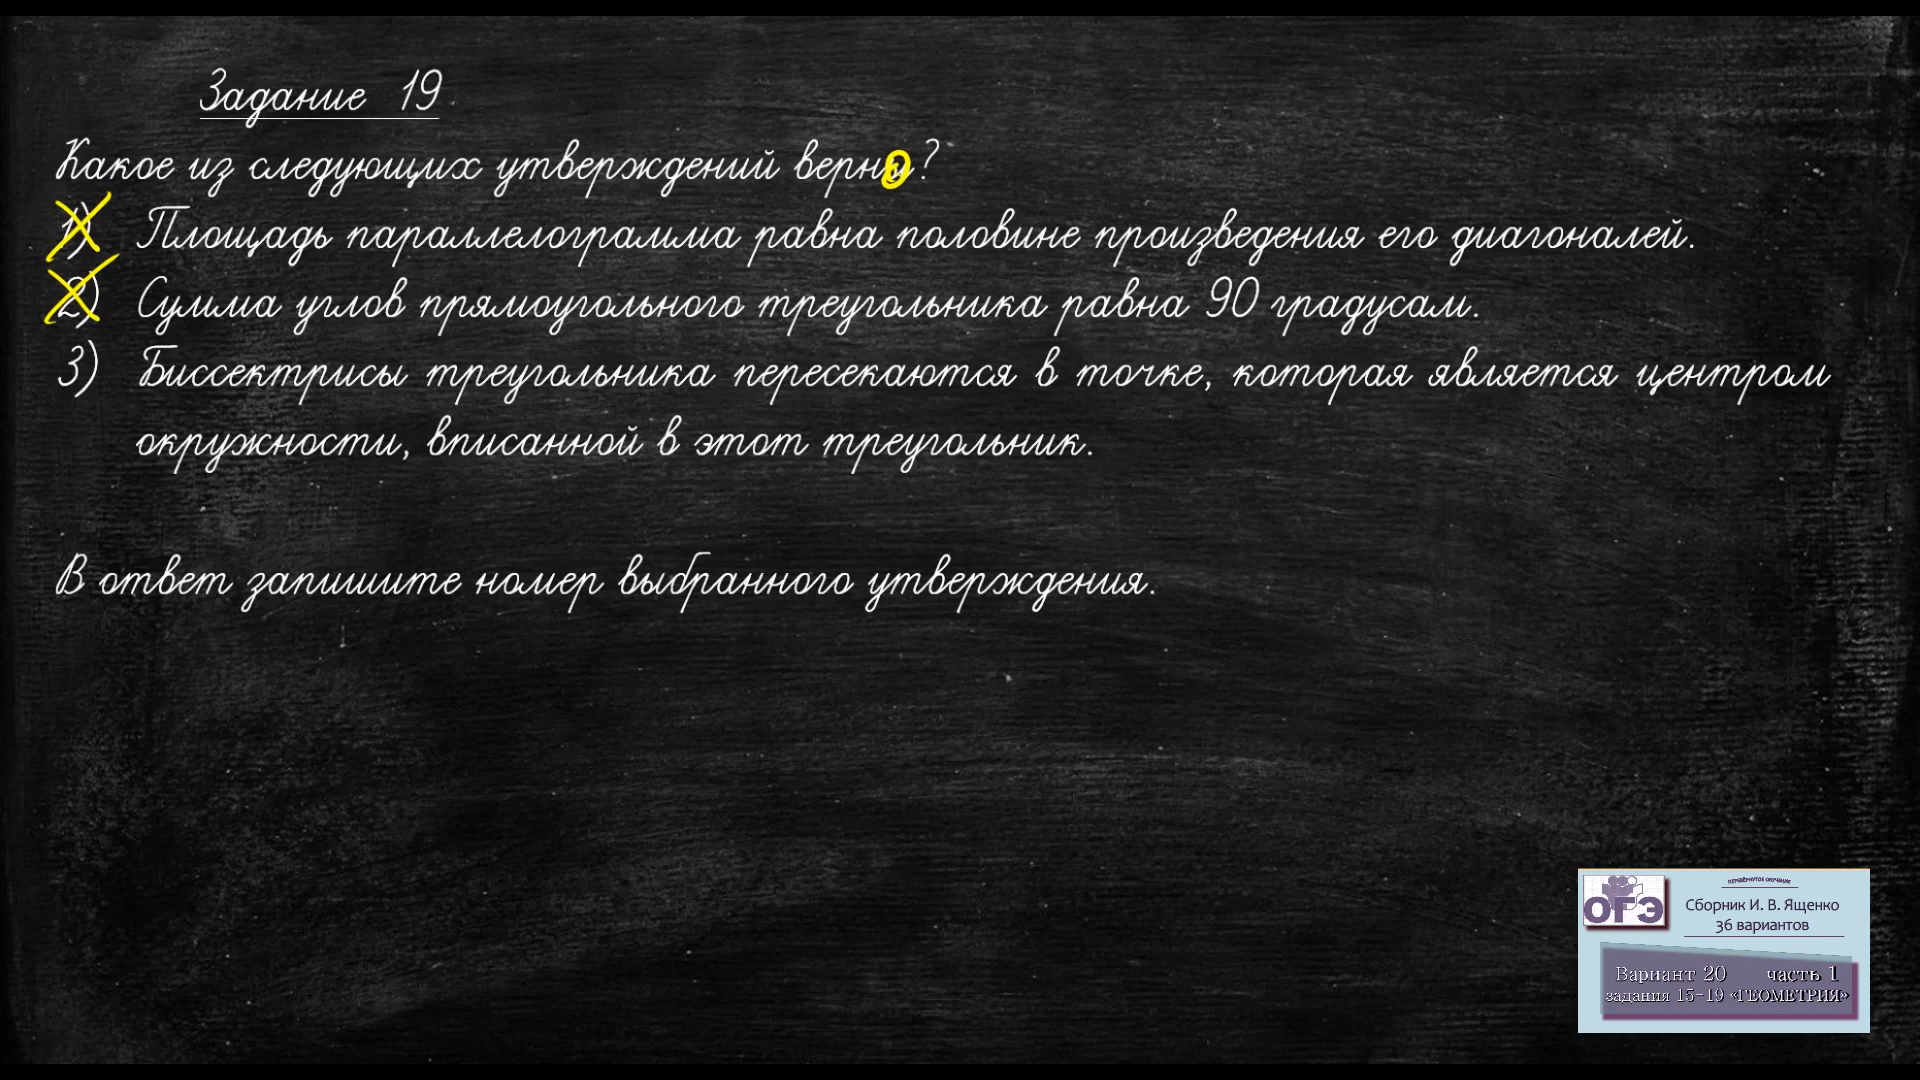 Задание 19
Какое из следующих утверждений верно?
1) Площадь параллелограмма равна половине произведения его диагоналей.
2) Сумма углов прямоугольного треугольника равна 90 градусам.
3) Биссектрисы треугольника пересекаются в точке, которая является центром
окружности, вписанной в этот треугольник.
В ответ запишите номер выбранного утверждения.
ПЕРЕВЁРНУТОЕ ОБУЧЕНИЕ
ОГЭ
Сборник И. В. Ященко
36 вариантов
Вариант 20 часть 1
задания 15-19 «ГЕОМЕТРИЯ»